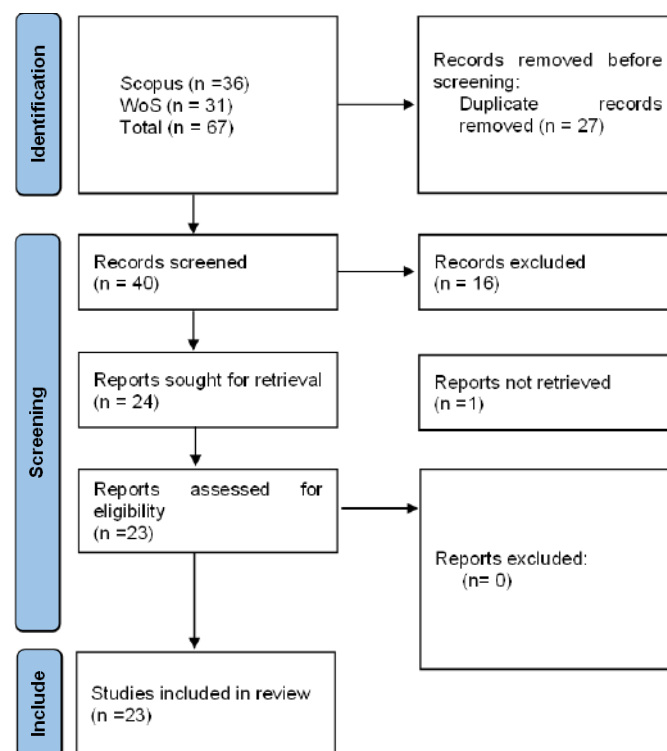 Identification
Scopus (n =36)
WoS (n = 31)
Total (n = 67)
Records removed before
screening:
Duplicate records
removed (n = 27)
Screening
Records screened
(n = 40)
Records excluded
(n = 16)
Reports sought for retrieval
(n = 24)
Reports not retrieved
(n =1)
Reports assessed for
eligibility
(n =23)
Reports excluded:
(n= 0)
Include
Studies included in review
(n =23)